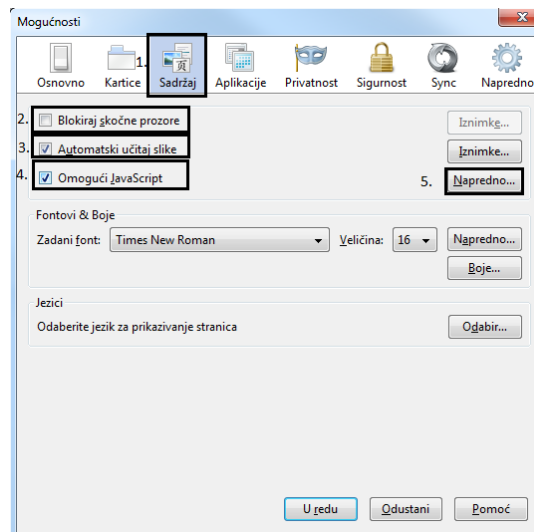 Mogućnosti
1.
Osnovno Kartice Sadržaj Aplikacije Privatnost Sigurnost Sync Napredno
2. Blokiraj skočne prozore Iznimke...
3. Automatski učitaj slike Iznimke...
4. Omogući JavaScript 5. Napredno...
Fontovi & Boje
Zadani font: Times New Roman Veličina: 16 Napredno...
Boje...
Jezici
Odaberite jezik za prikazivanje stranica Odabir...
U redu Odustani Pomoć